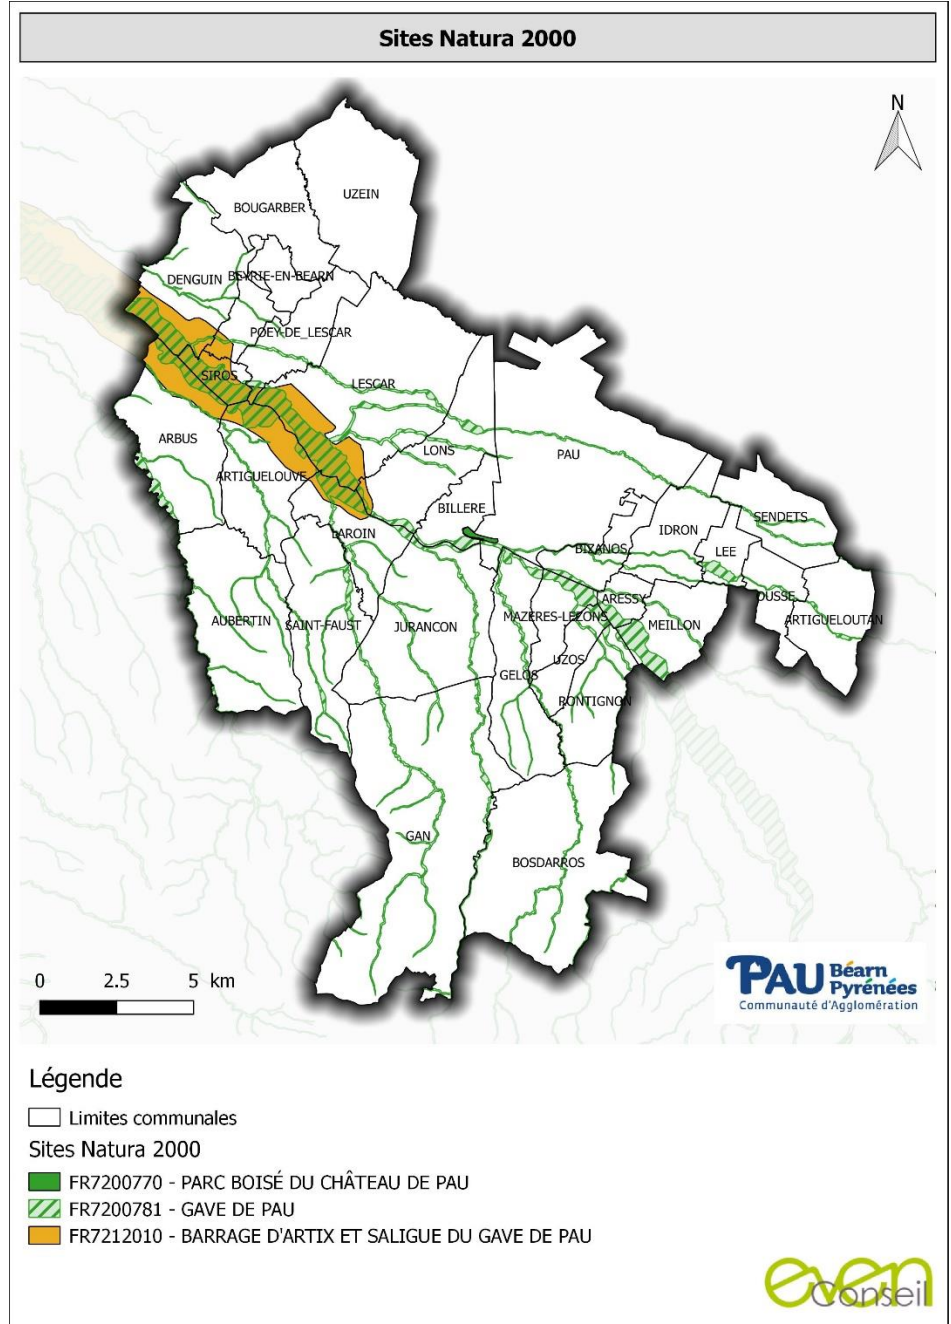 Sites Natura 2000
N
UZEIN
BOUGARBER
DENGUIN
BEYRIE-EN-BEARN
POEY-DE_LESCAR
SIROS
LESCAR
ARBUS
LONS
PAU
ARTIGUELOUVE
BILLERE
SENDETS
LAROIN
IDRON
BIZANOS
LEE
OUSSE
ARESSY
AUBERTIN
SAINT-FAUST
JURANCON
MAZERES-LEZONS
MEILLON
ARTIGUELOUTAN
UZOS
GELOS
RONTIGNON
GAN
BOSDARROS
0 2.5 5 km
PAU Béarn
Pyrénées
Communauté d'Agglomération
Légende
Limites communales
Sites Natura 2000
FR7200770 - PARC BOISÉ DU CHÂTEAU DE PAU
FR7200781 - GAVE DE PAU
FR7212010 - BARRAGE D'ARTIX ET SALIGUE DU GAVE DE PAU
even
Conseil